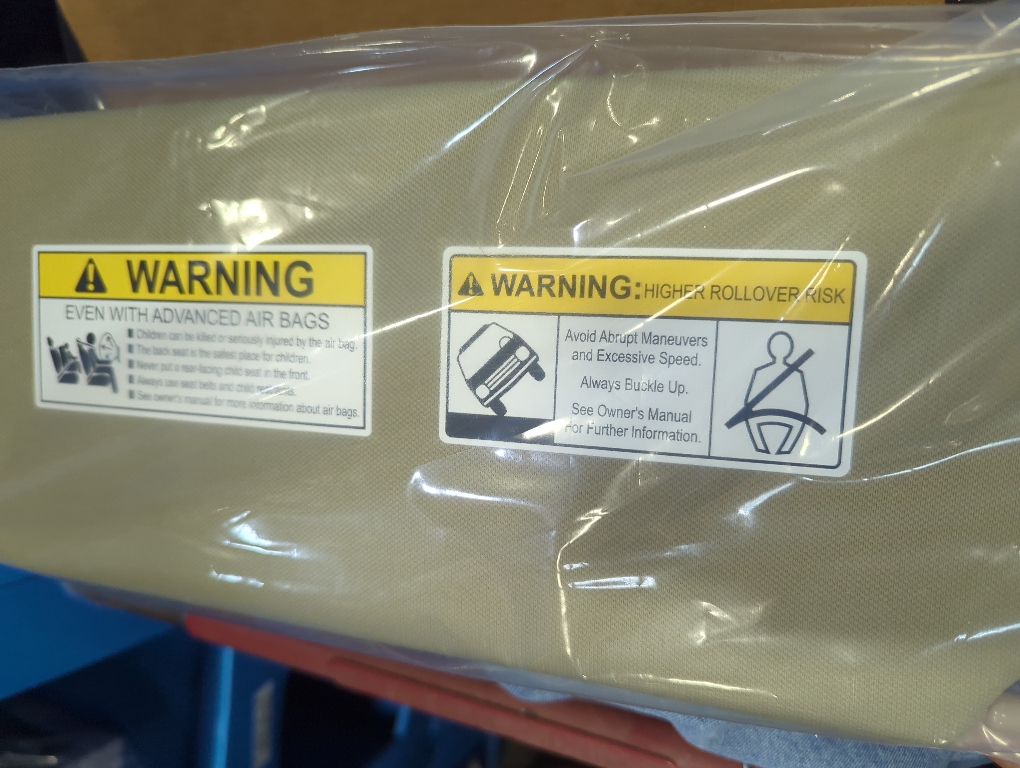 WARNING
EVEN WITH ADVANCED AIR BAGS
Children can be killed or seriously injured by the air bag.
The back seat is the safest place for children.
Never put a rear-facing child seat in the front.
Always use seat belts and child restraints.
See owner's manual for more information about air bags.
WARNING: HIGHER ROLLOVER RISK
Avoid Abrupt Maneuvers
and Excessive Speed.
Always Buckle Up.
See Owner's Manual
For Further Information.